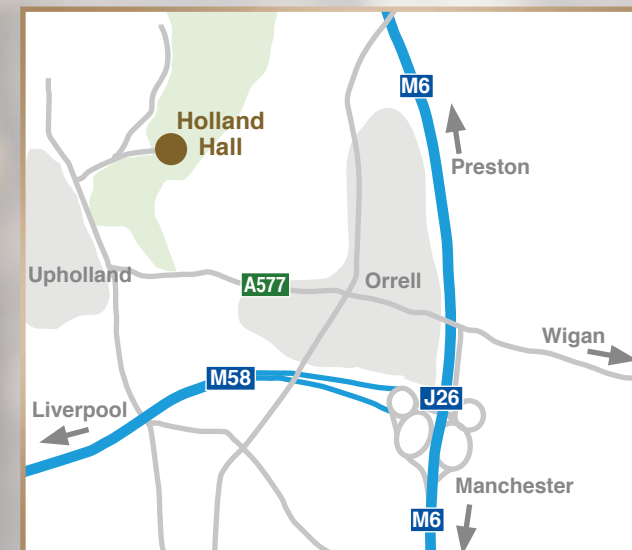 M6
Holland
Hall
Preston
Upholland
A577
Orrell
Wigan
M58
J26
Liverpool
Manchester
M6